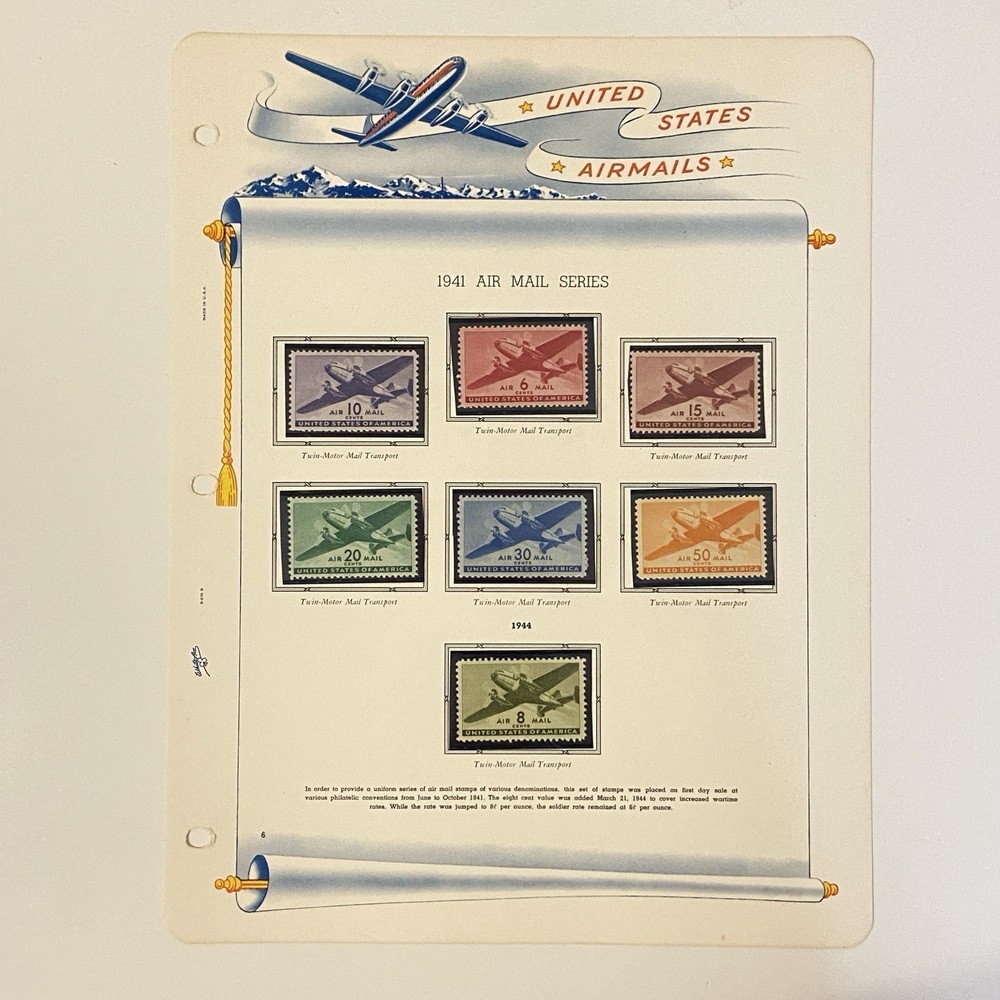 UNITED
STATES
AIRMAILS
MADE IN U.S.A.
1941 AIR MAIL SERIES
AIR 10 MAIL
CENTS
UNITED STATES OF AMERICA
Twin-Motor Mail Transport
AIR 6 MAIL
CENTS
UNITED STATES OF AMERICA
Twin-Motor Mail Transport
AIR 15 MAIL
CENTS
UNITED STATES OF AMERICA
Twin-Motor Mail Transport
AIR 20 MAIL
CENTS
UNITED STATES OF AMERICA
Twin-Motor Mail Transport
AIR 30 MAIL
CENTS
UNITED STATES OF AMERICA
Twin-Motor Mail Transport
AIR 50 MAIL
CENTS
UNITED STATES OF AMERICA
Twin-Motor Mail Transport
1944
AIR 8 MAIL
CENTS
UNITED STATES OF AMERICA
Twin-Motor Mail Transport
In order to provide a uniform series of air mail stamps of various denominations, this set of stamps was placed on first day sale at
various philatelic conventions from June to October 1941. The eight cent value was added March 21, 1944 to cover increased wartime
rates. While the rate was jumped to 8¢ per ounce, the soldier rate remained at 6¢ per ounce.
6